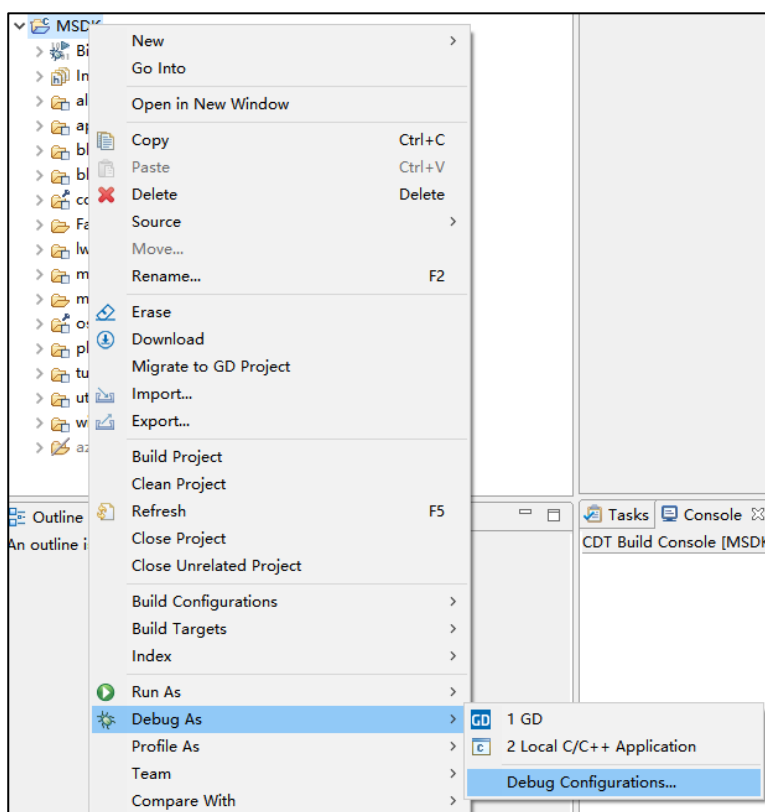 MSDK
New
Go Into
Open in New Window
Copy Ctrl+C
Paste Ctrl+V
Delete Delete
Source
Move...
Rename... F2
Erase
Download
Migrate to GD Project
Import...
Export...
Build Project
Clean Project
Refresh F5
Close Project
Close Unrelated Project
Build Configurations
Build Targets
Index
Run As
Debug As
Profile As
Team
Compare With
Outline
An outline i
Tasks Console
CDT Build Console [MSDK
GD 1 GD
c 2 Local C/C++ Application
Debug Configurations...